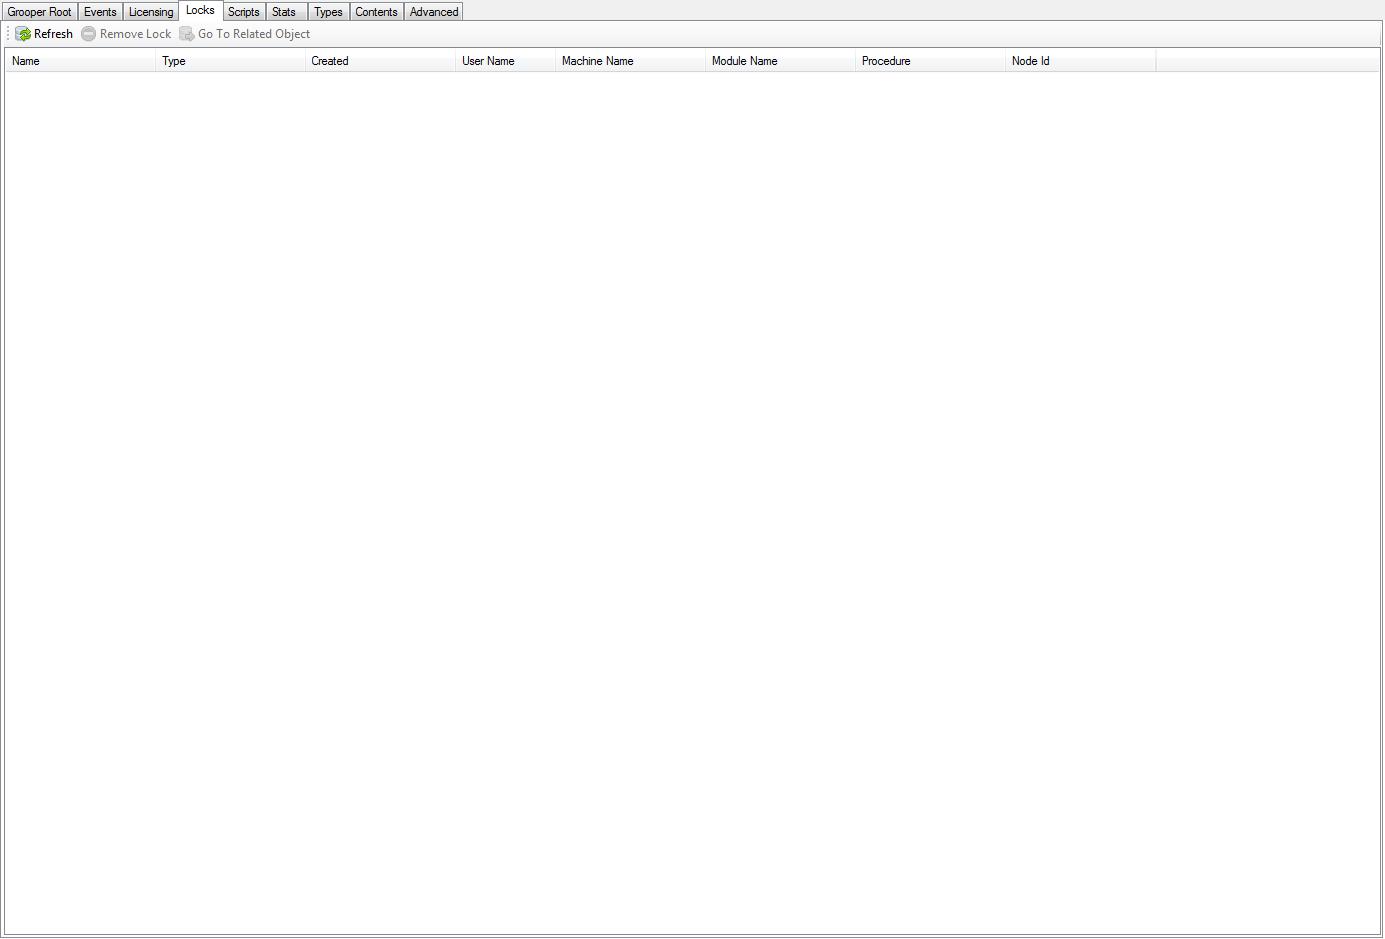 Grooper Root Events Licensing Locks Scripts Stats Types Contents Advanced
Refresh Remove Lock Go To Related Object
Name Type Created User Name Machine Name Module Name Procedure Node Id